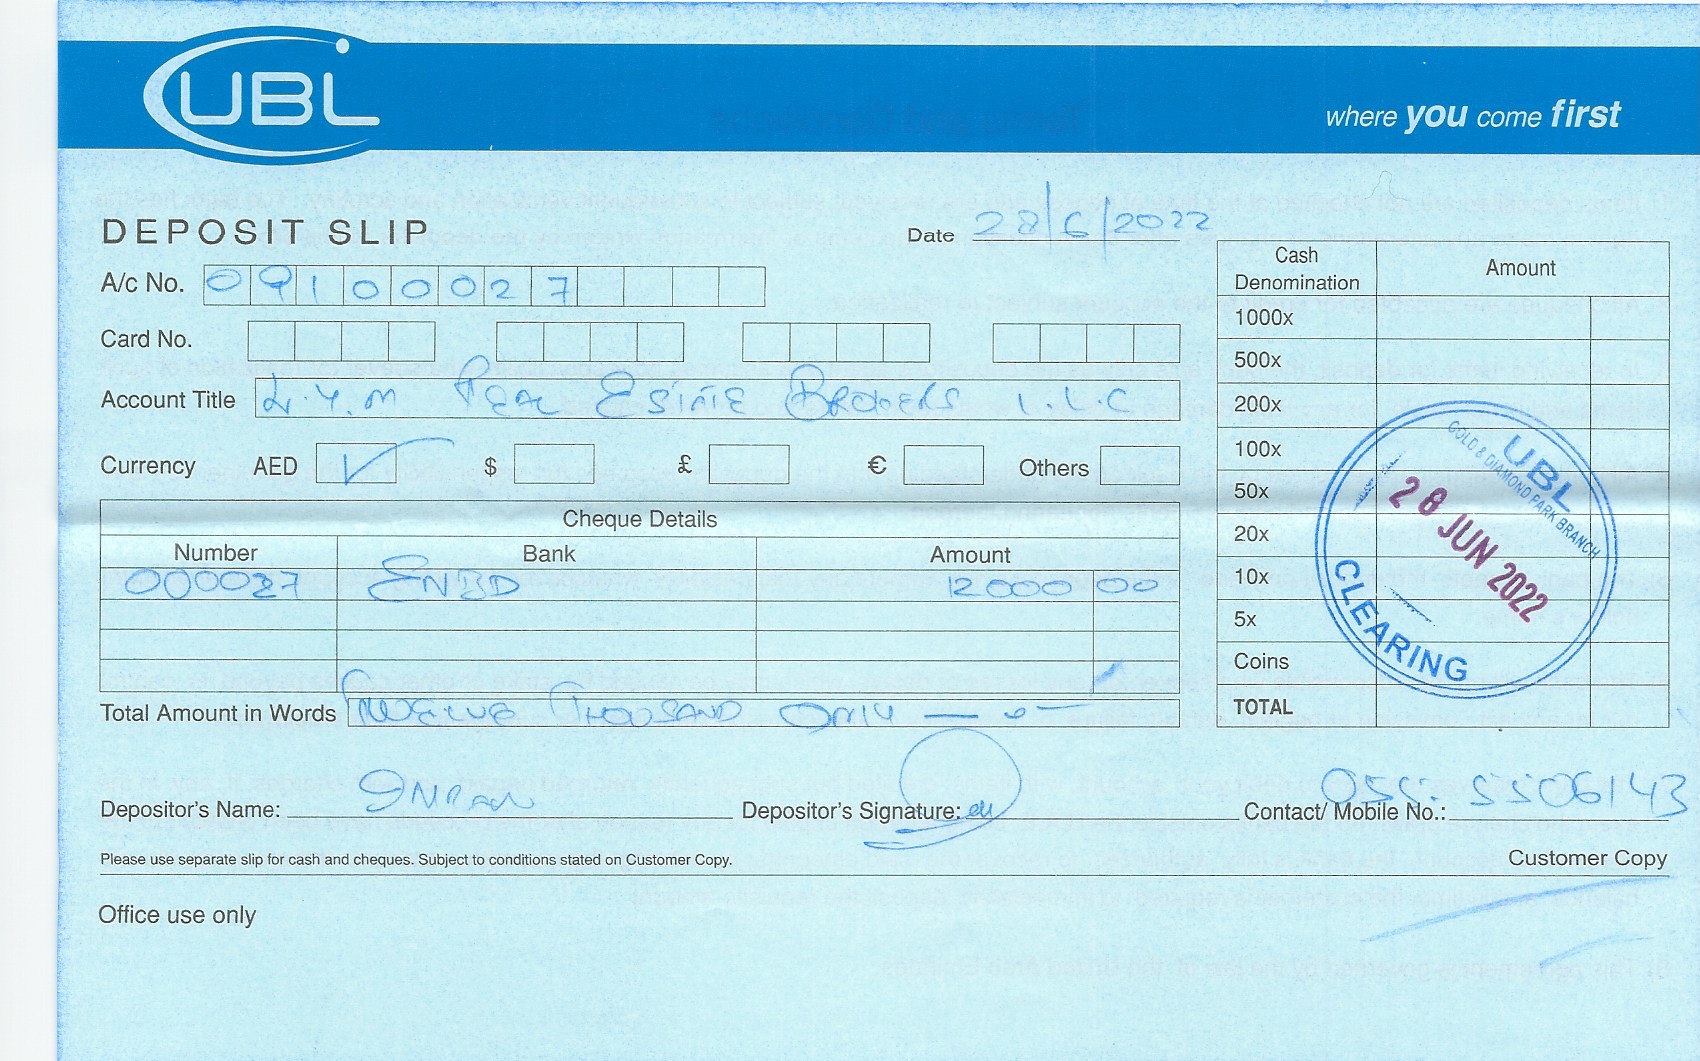 UBL
where you come first
DEPOSIT SLIP
Date 28/6/2022
A/c No. 09100027
Card No.
Account Title L.Y.M REAL ESTATE BROKERS L.L.C
Currency AED $ £ € Others
Cheque Details
Number Bank Amount
000027 ENBD 12000 00
Total Amount in Words TWELVE THOUSAND ONLY
Cash Denomination Amount
1000x
500x
200x
100x
50x
20x
10x
5x
Coins
TOTAL
UBL
GOLD & DIAMOND PARK BRANCH
28 JUN 2022
CLEARING
Depositor's Name: Depositor's Signature: Contact/ Mobile No.: 055- 5506143
Please use separate slip for cash and cheques. Subject to conditions stated on Customer Copy. Customer Copy
Office use only